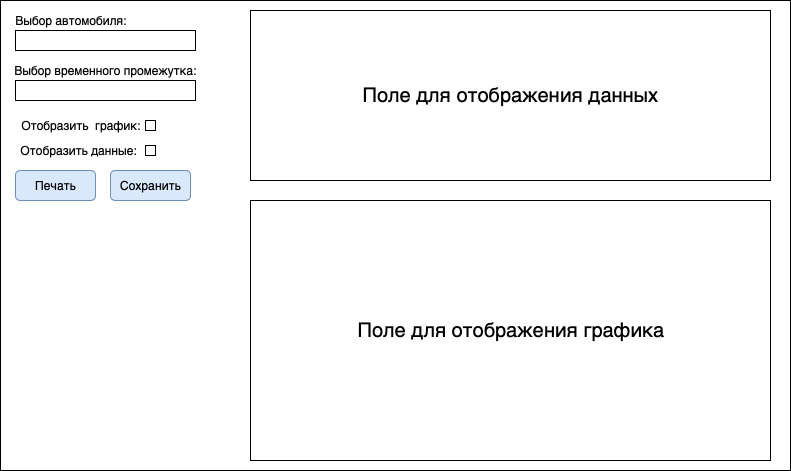 Выбор автомобиля:
Выбор временного промежутка:
Отобразить график:
Отобразить данные:
Печать
Сохранить
Поле для отображения данных
Поле для отображения графика